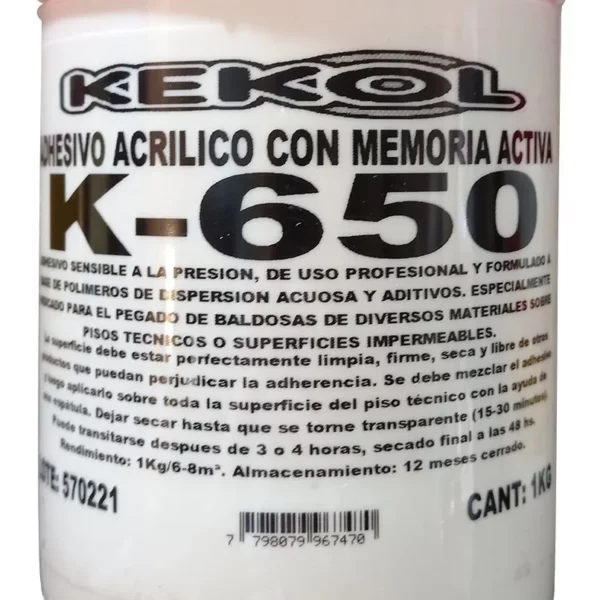 KEKOL
ADHESIVO ACRILICO CON MEMORIA ACTIVA
K-650
ADHESIVO SENSIBLE A LA PRESION, DE USO PROFESIONAL Y FORMULADO A
BASE DE POLIMEROS DE DISPERSION ACUOSA Y ADITIVOS. ESPECIALMENTE
INDICADO PARA EL PEGADO DE BALDOSAS DE DIVERSOS MATERIALES SOBRE
PISOS TECNICOS O SUPERFICIES IMPERMEABLES.
La superficie debe estar perfectamente limpia, firme, seca y libre de otros
productos que puedan perjudicar la adherencia. Se debe mezclar el adhesivo
y luego aplicarlo sobre toda la superficie del piso técnico con la ayuda de
una espátula. Dejar secar hasta que se torne transparente (15-30 minutos).
Puede transitarse despues de 3 o 4 horas, secado final a las 48 hs.
Rendimiento: 1Kg/6-8m². Almacenamiento: 12 meses cerrado.
LOTE: 570221
CANT: 1KG
7 798079 967470